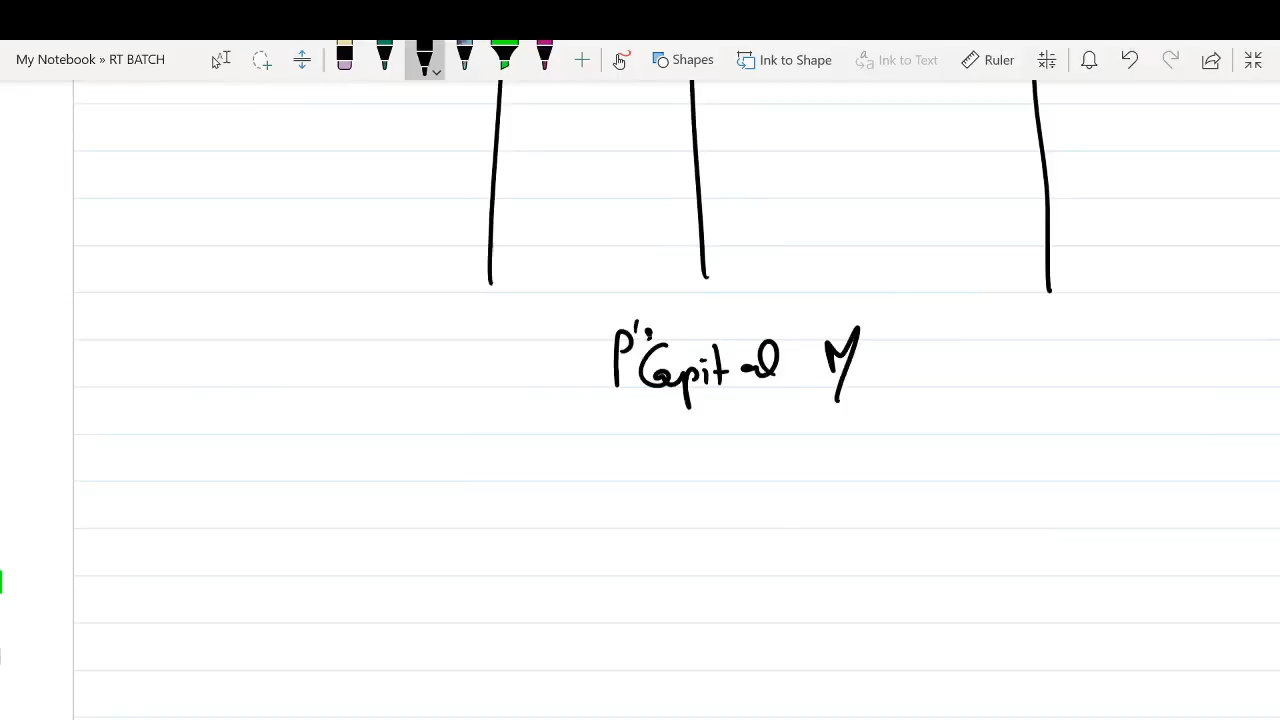 My Notebook » RT BATCH
Shapes
Ink to Shape
Ink to Text
Ruler
P's Capital